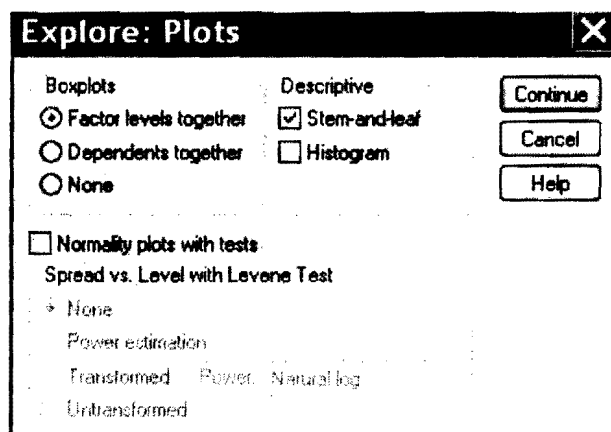 Explore: Plots
Boxplots
Factor levels together
Dependents together
None
Descriptive
Stem-and-leaf
Histogram
Continue
Cancel
Help
Normality plots with tests
Spread vs. Level with Levene Test
None
Power estimation
Transformed Power: Natural log
Untransformed